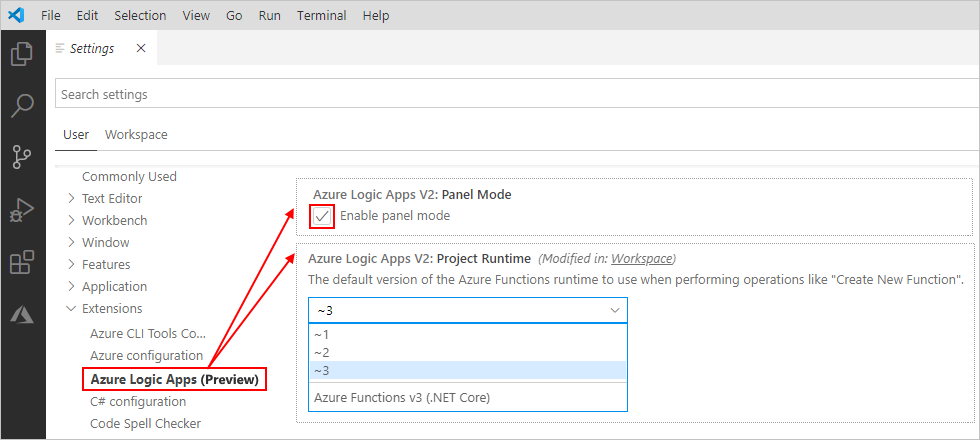 File Edit Selection View Go Run Terminal Help
Settings
Search settings
User Workspace
Commonly Used
Text Editor
Workbench
Window
Features
Application
Extensions
Azure CLI Tools Co...
Azure configuration
Azure Logic Apps (Preview)
C# configuration
Code Spell Checker
Azure Logic Apps V2: Panel Mode
Enable panel mode
Azure Logic Apps V2: Project Runtime (Modified in: Workspace)
The default version of the Azure Functions runtime to use when performing operations like "Create New Function".
~3
~1
~2
~3
Azure Functions v3 (.NET Core)